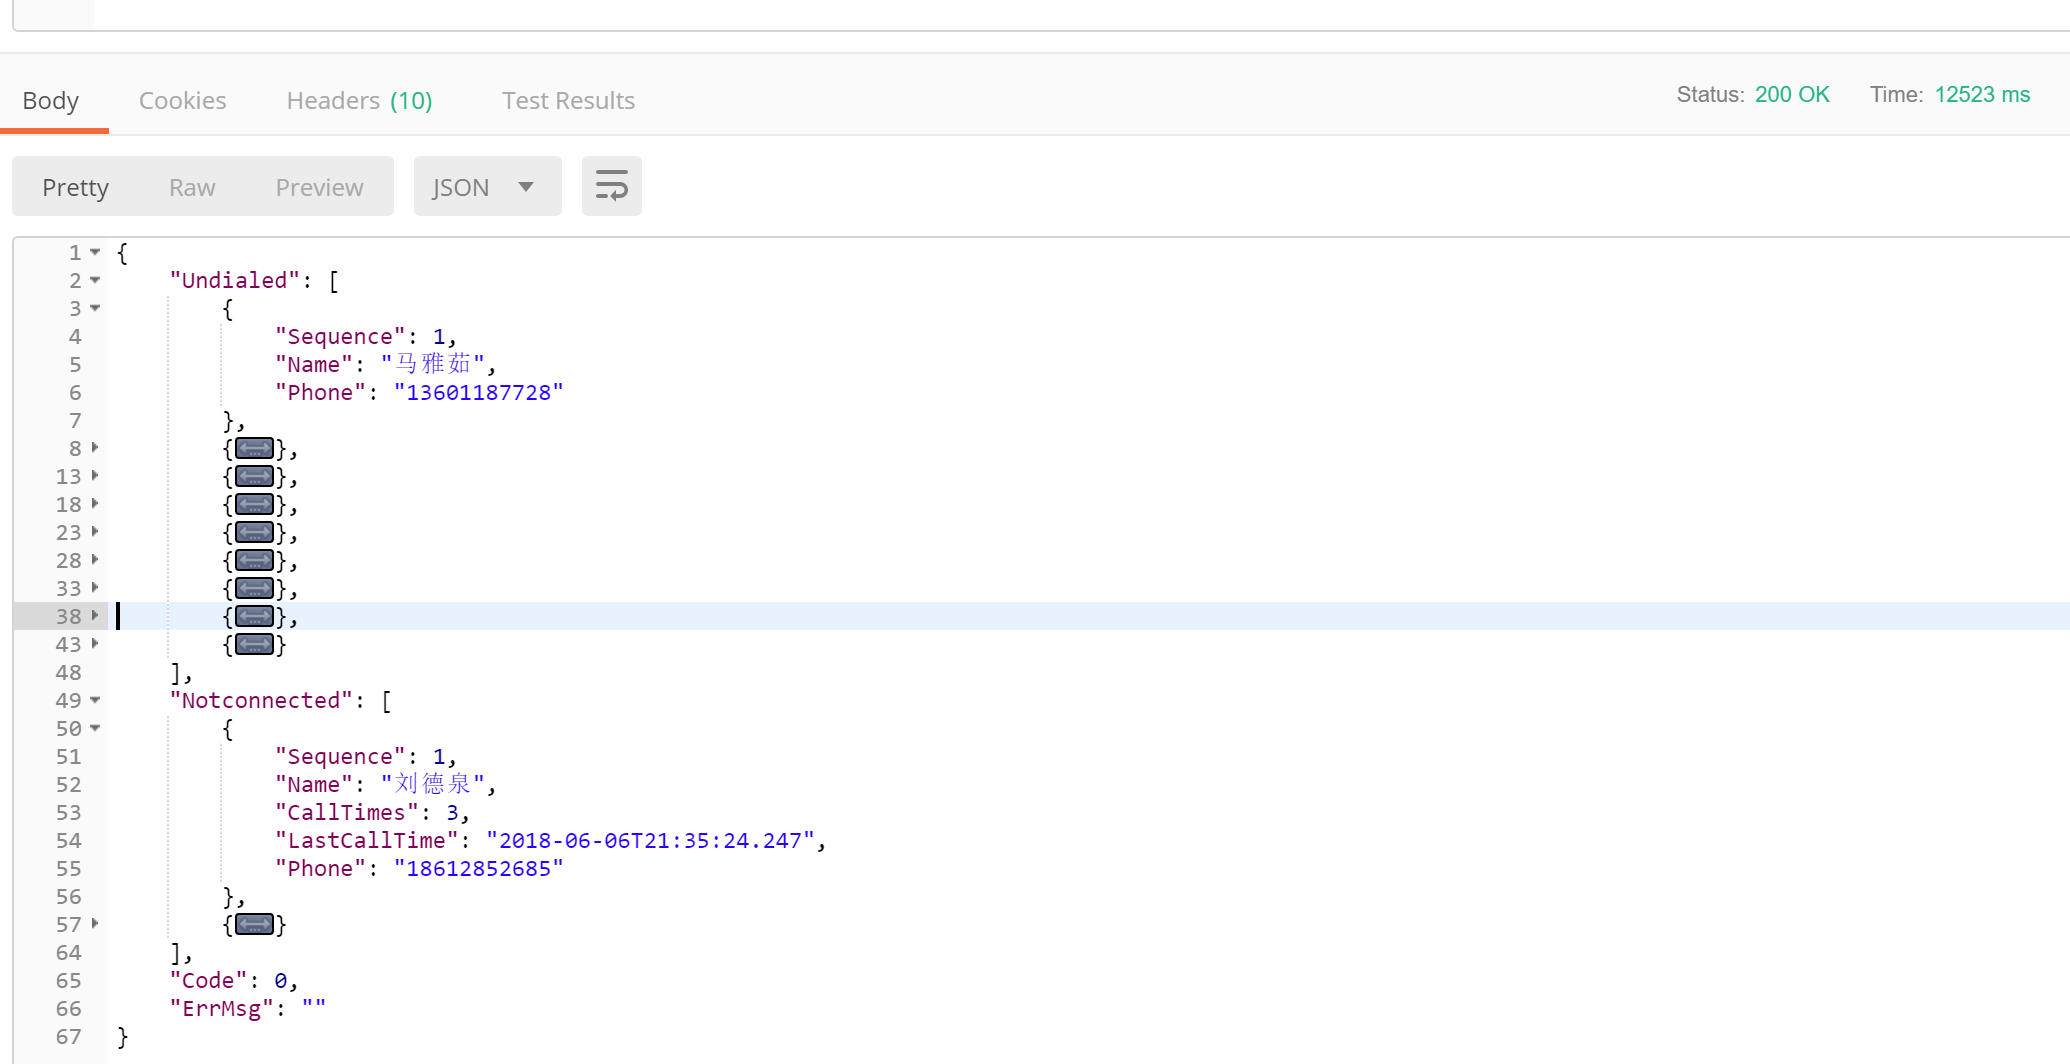 Body Cookies Headers (10) Test Results Status: 200 OK Time: 12523 ms
Pretty Raw Preview JSON
1 {
2 "Undialed": [
3 {
4 "Sequence": 1,
5 "Name": "马雅茹",
6 "Phone": "13601187728"
7 },
8 {...},
13 {...},
18 {...},
23 {...},
28 {...},
33 {...},
38 {...},
43 {...}
48 ],
49 "Notconnected": [
50 {
51 "Sequence": 1,
52 "Name": "刘德泉",
53 "CallTimes": 3,
54 "LastCallTime": "2018-06-06T21:35:24.247",
55 "Phone": "18612852685"
56 },
57 {...}
64 ],
65 "Code": 0,
66 "ErrMsg": ""
67 }